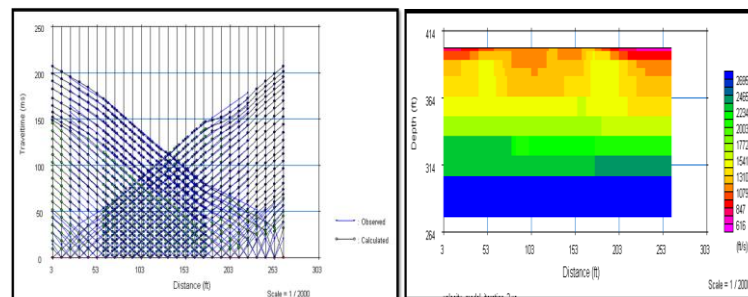 250
200
150
100
50
0
Traveltime (ms)
3 53 103 153 203 253 303
Distance (ft)
: Observed
: Calculated
Scale = 1 / 2000
414
364
314
264
Depth (ft)
3 53 103 153 203 253 303
Distance (ft)
2695
2465
2234
2003
1772
1541
1310
1079
847
616
(ft/s)
Scale = 1 / 200